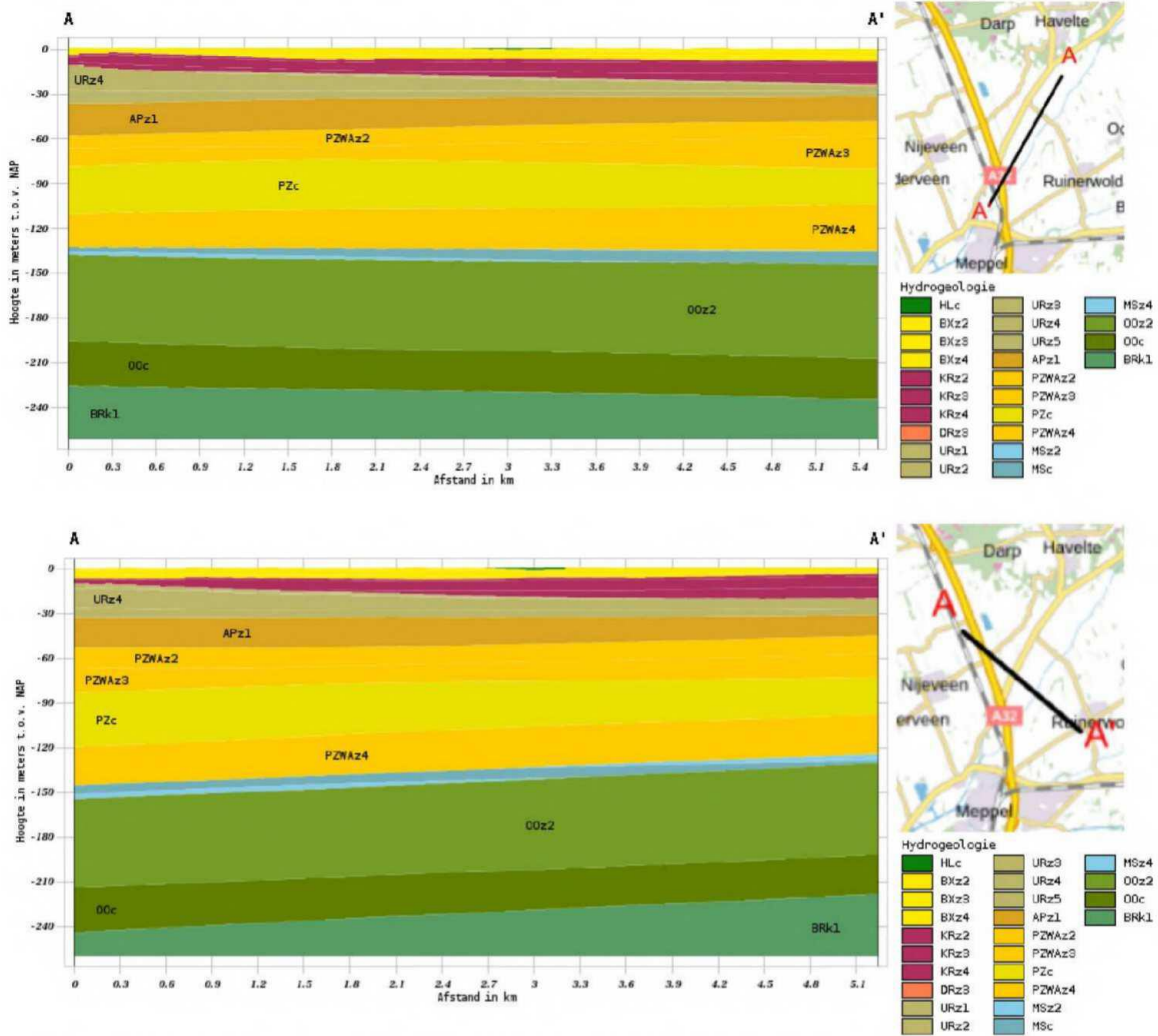 A A'
0
-30
-60
-90
-120
-150
-180
-210
-240
Hoogte in meters t.o.v. NAP
URz4
APz1
PZWAz2
PZWAz3
PZc
PZWAz4
OOz2
OOc
BRk1
0 0.3 0.6 0.9 1.2 1.5 1.8 2.1 2.4 2.7 3 3.3 3.6 3.9 4.2 4.5 4.8 5.1 5.4
Afstand in km
Darp Havelte
A
Nijeveen
derveen
Ruinerwold
A
Meppel
Hydrogeologie
HLc URz3 MSz4
BXz2 URz4 OOz2
BXz3 URz5 OOc
BXz4 APz1 BRk1
KRz2 PZWAz2
KRz3 PZWAz3
KRz4 PZc
DRz3 PZWAz4
URz1 MSz2
URz2 MSc
A A'
0
-30
-60
-90
-120
-150
-180
-210
-240
Hoogte in meters t.o.v. NAP
URz4
APz1
PZWAz2
PZWAz3
PZc
PZWAz4
OOz2
OOc
BRk1
0 0.3 0.6 0.9 1.2 1.5 1.8 2.1 2.4 2.7 3 3.3 3.6 3.9 4.2 4.5 4.8 5.1
Afstand in km
Darp Havelte
A
Nijeveen
erveen A32 Ruinerwo
A'
Meppel
Hydrogeologie
HLc URz3 MSz4
BXz2 URz4 OOz2
BXz3 URz5 OOc
BXz4 APz1 BRk1
KRz2 PZWAz2
KRz3 PZWAz3
KRz4 PZc
DRz3 PZWAz4
URz1 MSz2
URz2 MSc